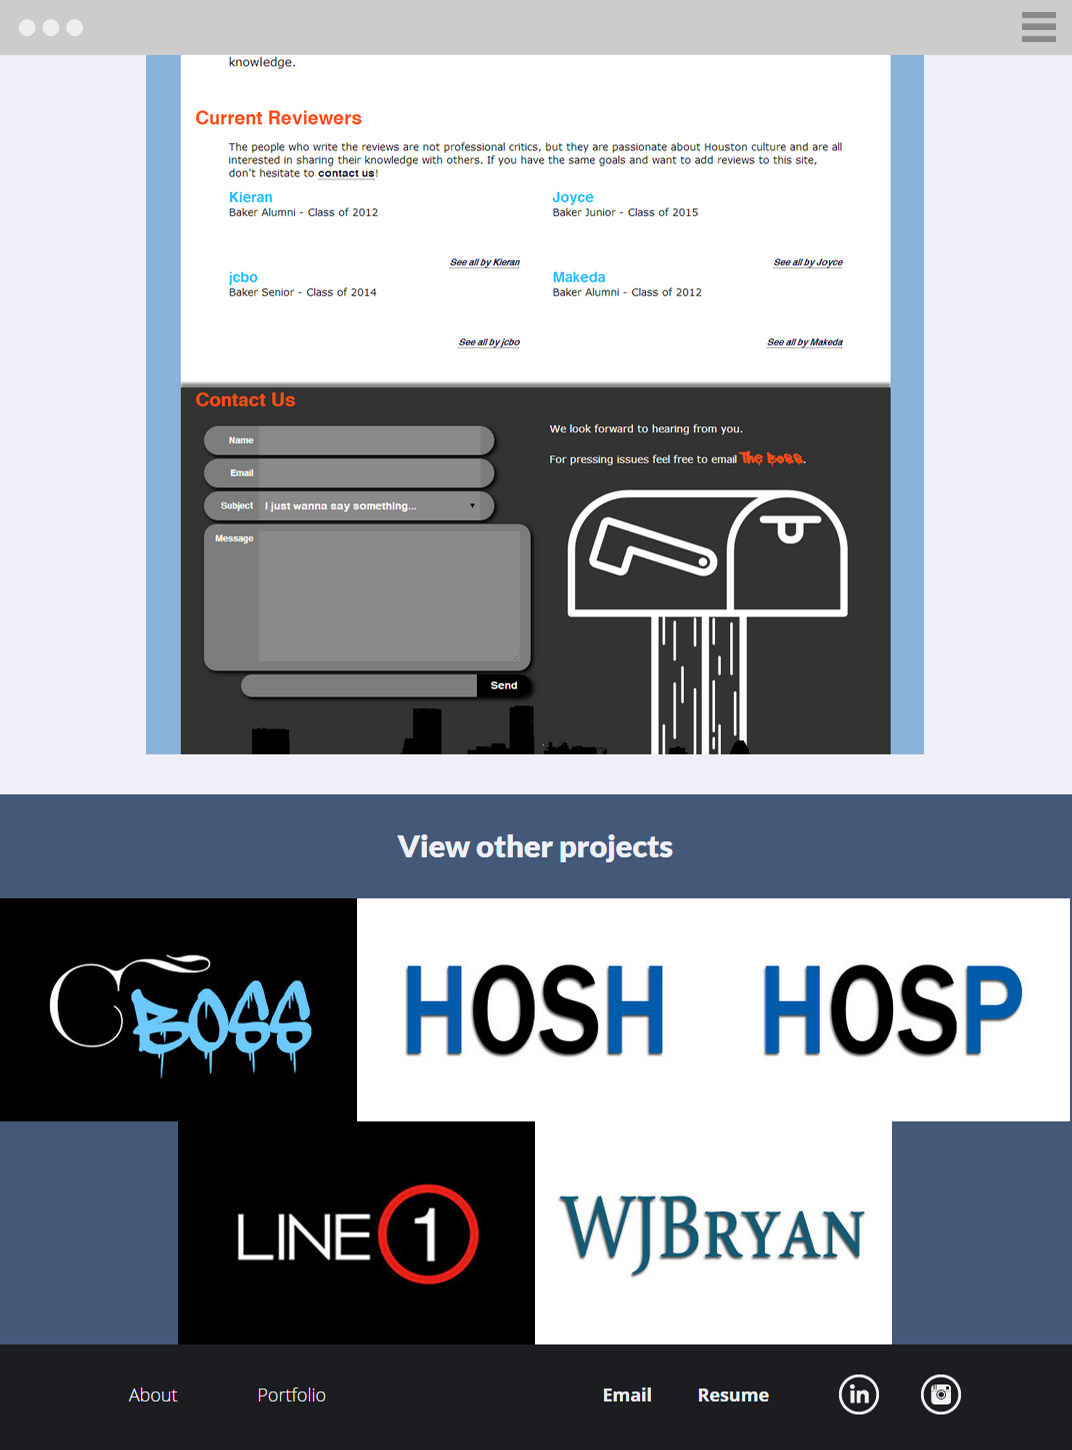 knowledge.
Current Reviewers
The people who write the reviews are not professional critics, but they are passionate about Houston culture and are all
interested in sharing their knowledge with others. If you have the same goals and want to add reviews to this site,
don't hesitate to contact us!
Kieran
Baker Alumni - Class of 2012
See all by Kieran
Joyce
Baker Junior - Class of 2015
See all by Joyce
jcbo
Baker Senior - Class of 2014
See all by jcbo
Makeda
Baker Alumni - Class of 2012
See all by Makeda
Contact Us
Name
Email
Subject I just wanna say something...
Message
Send
We look forward to hearing from you.
For pressing issues feel free to email The Boss.
View other projects
C BOSS
HOSH
HOSP
LINE 1
WJBRYAN
About
Portfolio
Email
Resume
in